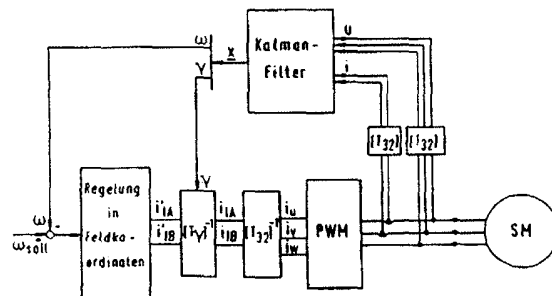 ω
γ
x
Kalman-
Filter
U
i
[T32]
[T32]
ω
-
ωsoll
Regelung
in
Feldko-
ordinaten
i'1A
i'1B
γ
[Tγ]⁻¹
i1A
i1B
[T32]⁻¹
iu
iv
iw
PWM
SM